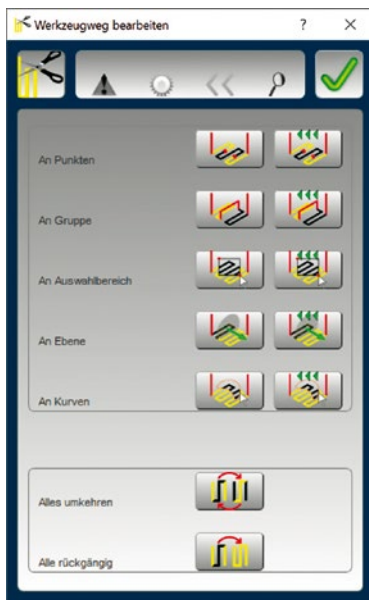 Werkzeugweg bearbeiten ?
An Punkten
An Gruppe
An Auswahlbereich
An Ebene
An Kurven
Alles umkehren
Alle rückgängig